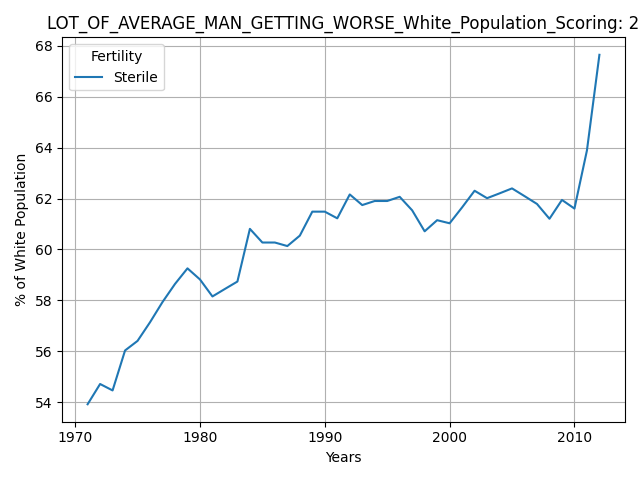 LOT_OF_AVERAGE_MAN_GETTING_WORSE_White_Population_Scoring: 2
Fertility
Sterile
% of White Population
68
66
64
62
60
58
56
54
1970
1980
1990
2000
2010
Years